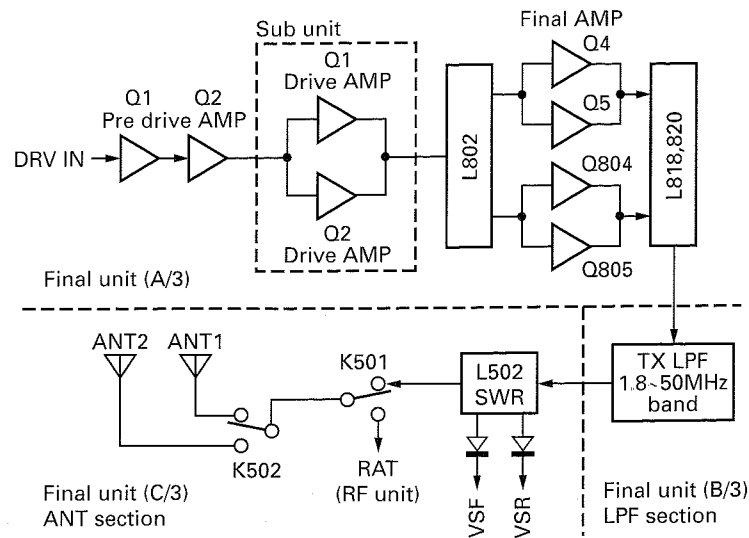 Final AMP
Sub unit
Q4
Q1
Drive AMP
Q1 Q2
Pre drive AMP
Q5
DRV IN
L802
L818,820
Q804
Q2
Drive AMP
Q805
Final unit (A/3)
ANT2 ANT1
K501
L502
SWR
TX LPF
1.8~50MHz
band
K502
RAT
(RF unit)
VSF
VSR
Final unit (C/3)
ANT section
Final unit (B/3)
LPF section